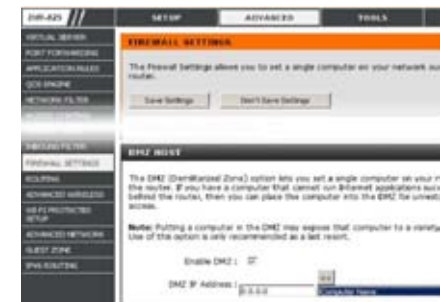 DIR-825
SETUP
ADVANCED
TOOLS
VIRTUAL SERVER
PORT FORWARDING
APPLICATION RULES
QOS ENGINE
NETWORK FILTER
INBOUND FILTER
FIREWALL SETTINGS
ROUTING
ADVANCED WIRELESS
WI-FI PROTECTED
SETUP
ADVANCED NETWORK
GUEST ZONE
IPV6 ROUTING
FIREWALL SETTINGS
The Firewall Settings allows you to set a single computer on your network
router.
Save Settings
Don't Save Settings
DMZ HOST
The DMZ (Demilitarized Zone) option lets you set a single computer on your
the router. If you have a computer that cannot run Internet applications
behind the router, then you can place the computer into the DMZ for
access.
Note: Putting a computer in the DMZ may expose that computer to a
Use of this option is only recommended as a last resort.
Enable DMZ :
DMZ IP Address :
0.0.0.0
<<
Computer Name